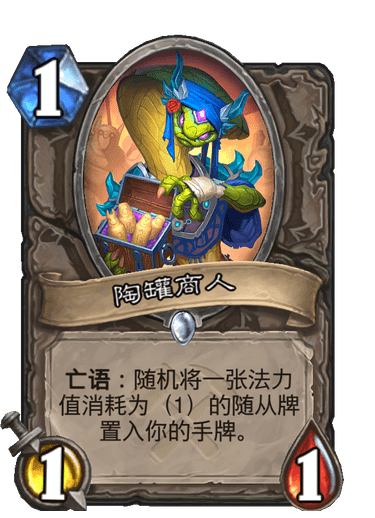 1
陶罐商人
亡语：随机将一张法力
值消耗为（1）的随从牌
置入你的手牌。
1
1